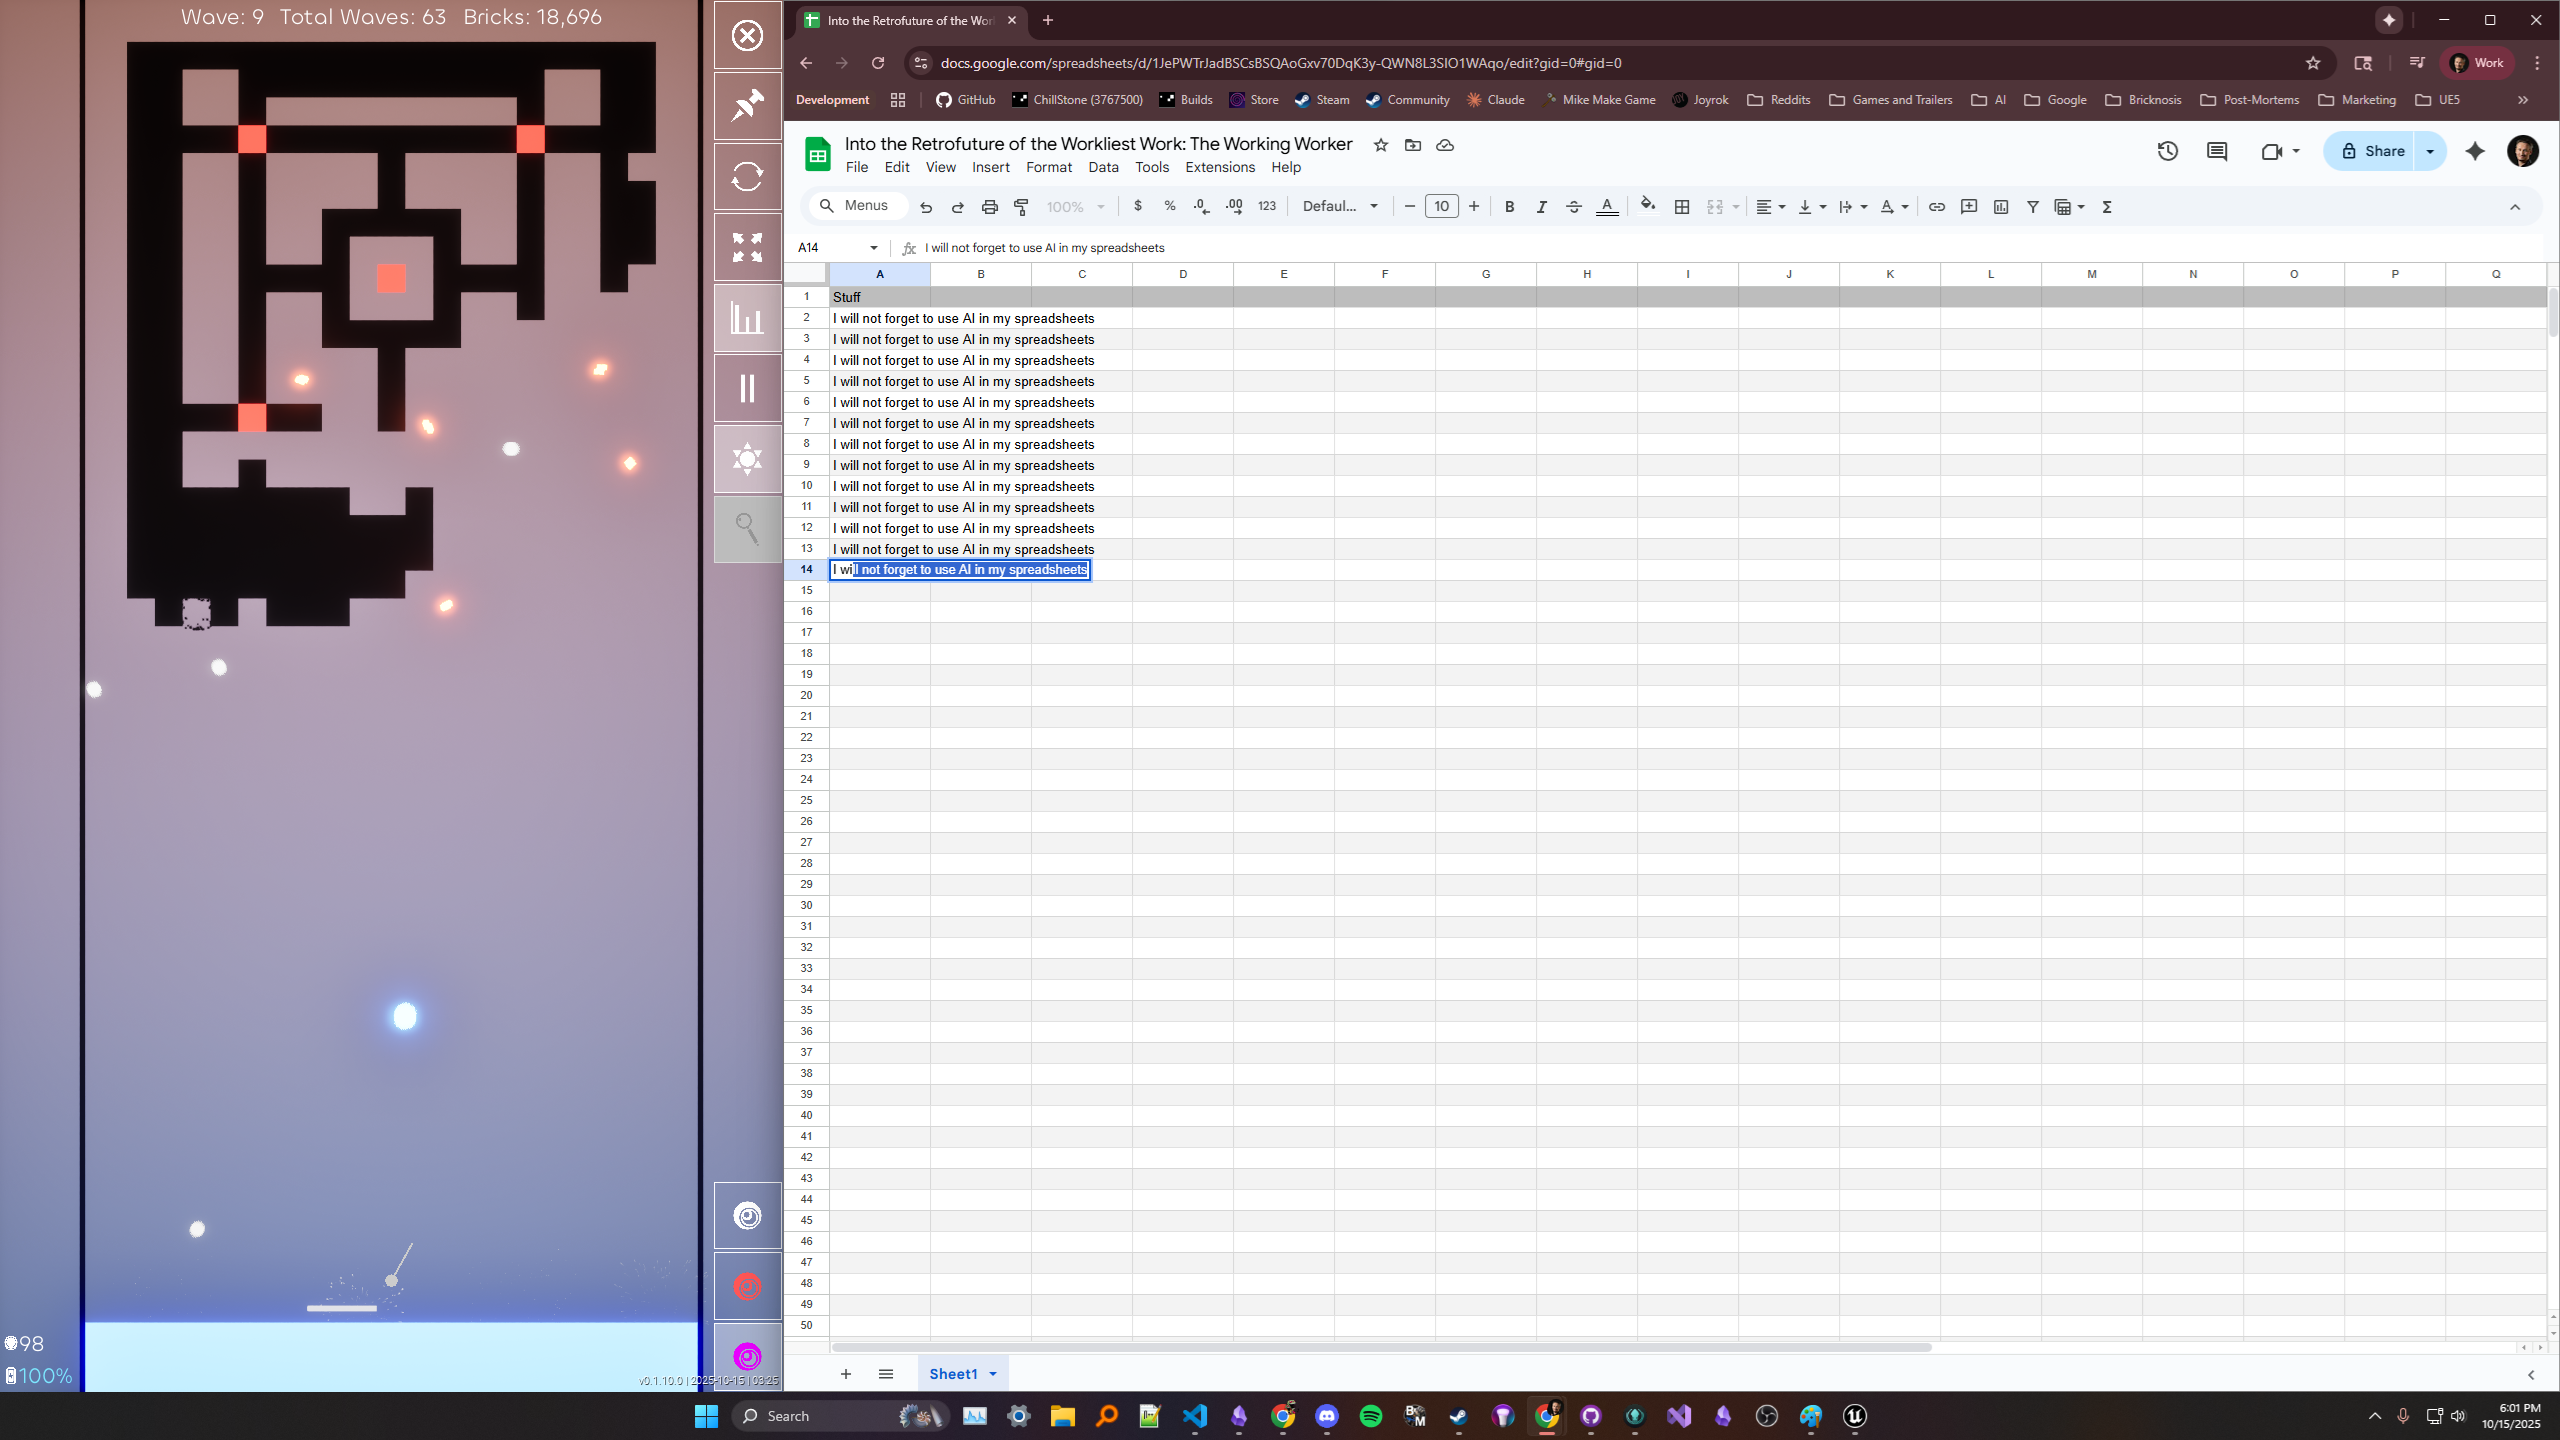 Wave: 9 Total Waves: 63 Bricks: 18,696
98
100%
v0.1.10.0 | 2025-10-15 | 03:25
Into the Retrofuture of the Wor
docs.google.com/spreadsheets/d/1JePWTrJadBSCsBSQAoGxv70DqK3y-QWN8L3SIO1WAqo/edit?gid=0#gid=0
Work
Development GitHub ChillStone (3767500) Builds Store Steam Community Claude Mike Make Game Joyrok Reddits Games and Trailers AI Google Bricknosis Post-Mortems Marketing UE5
Into the Retrofuture of the Workliest Work: The Working Worker
File Edit View Insert Format Data Tools Extensions Help
Share
Menus 100% $ % .0 .00 123 Defaul... 10 B I A
A14 fx I will not forget to use AI in my spreadsheets
A B C D E F G H I J K L M N O P Q
1 Stuff
2 I will not forget to use AI in my spreadsheets
3 I will not forget to use AI in my spreadsheets
4 I will not forget to use AI in my spreadsheets
5 I will not forget to use AI in my spreadsheets
6 I will not forget to use AI in my spreadsheets
7 I will not forget to use AI in my spreadsheets
8 I will not forget to use AI in my spreadsheets
9 I will not forget to use AI in my spreadsheets
10 I will not forget to use AI in my spreadsheets
11 I will not forget to use AI in my spreadsheets
12 I will not forget to use AI in my spreadsheets
13 I will not forget to use AI in my spreadsheets
14 I will not forget to use AI in my spreadsheets
15
16
17
18
19
20
21
22
23
24
25
26
27
28
29
30
31
32
33
34
35
36
37
38
39
40
41
42
43
44
45
46
47
48
49
50
Sheet1
Search
6:01 PM
10/15/2025